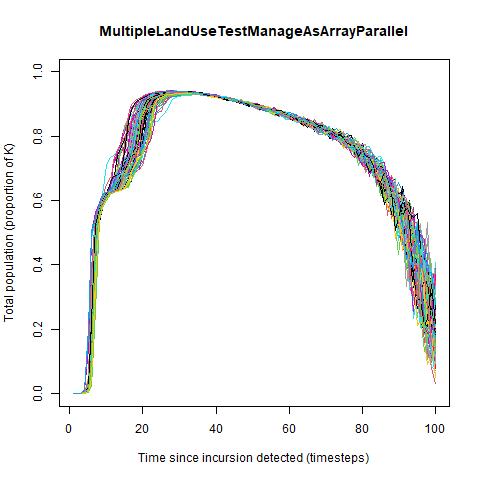 MultipleLandUseTestManageAsArrayParallel
Total population (proportion of K)
1.0
0.8
0.6
0.4
0.2
0.0
0 20 40 60 80 100
Time since incursion detected (timesteps)